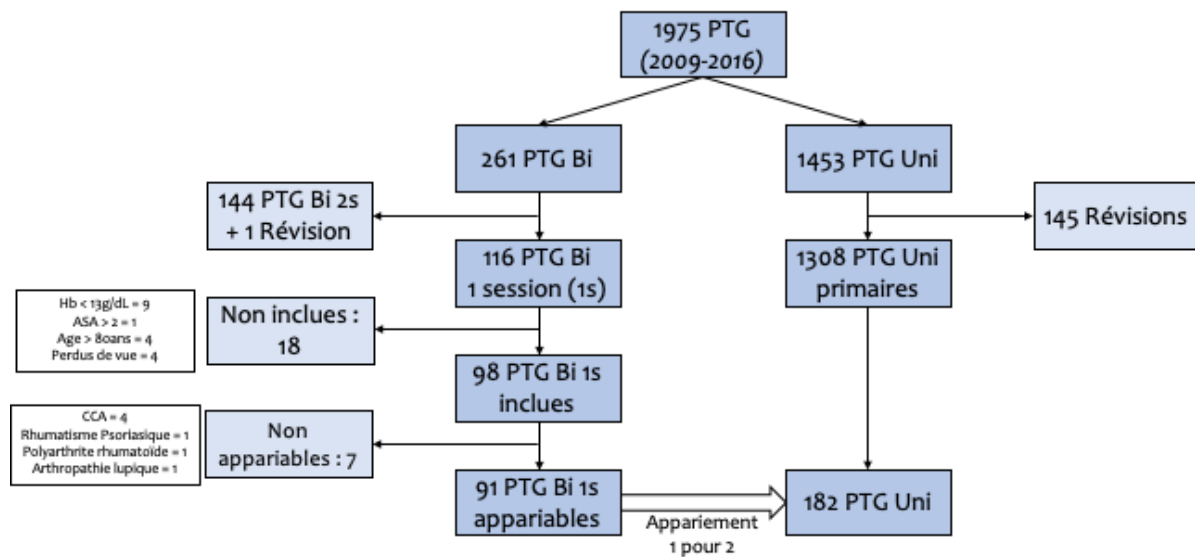 1975 PTG
(2009-2016)
261 PTG Bi
1453 PTG Uni
144 PTG Bi 2s
+ 1 Révision
145 Révisions
116 PTG Bi
1 session (1s)
1308 PTG Uni
primaires
Hb < 13g/dL = 9
ASA > 2 = 1
Age > 80ans = 4
Perdus de vue = 4
Non inclues :
18
98 PTG Bi 1s
inclues
CCA = 4
Rhumatisme Psoriasique = 1
Polyarthrite rhumatoïde = 1
Arthropathie lupique = 1
Non
appariables : 7
91 PTG Bi 1s
appariables
Appariement
1 pour 2
182 PTG Uni